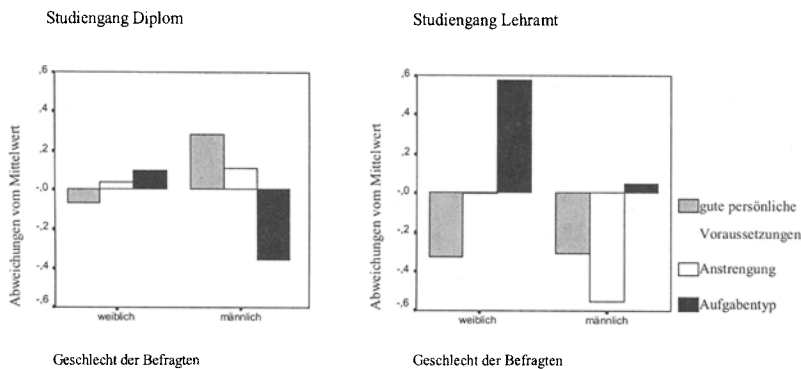 Studiengang Diplom
Abweichungen vom Mittelwert
,6
,4
,2
-,0
-,2
-,4
-,6
weiblich
männlich
Geschlecht der Befragten
Studiengang Lehramt
Abweichungen vom Mittelwert
,6
,4
,2
-,0
-,2
-,4
-,6
weiblich
männlich
Geschlecht der Befragten
gute persönliche
Voraussetzungen
Anstrengung
Aufgabentyp